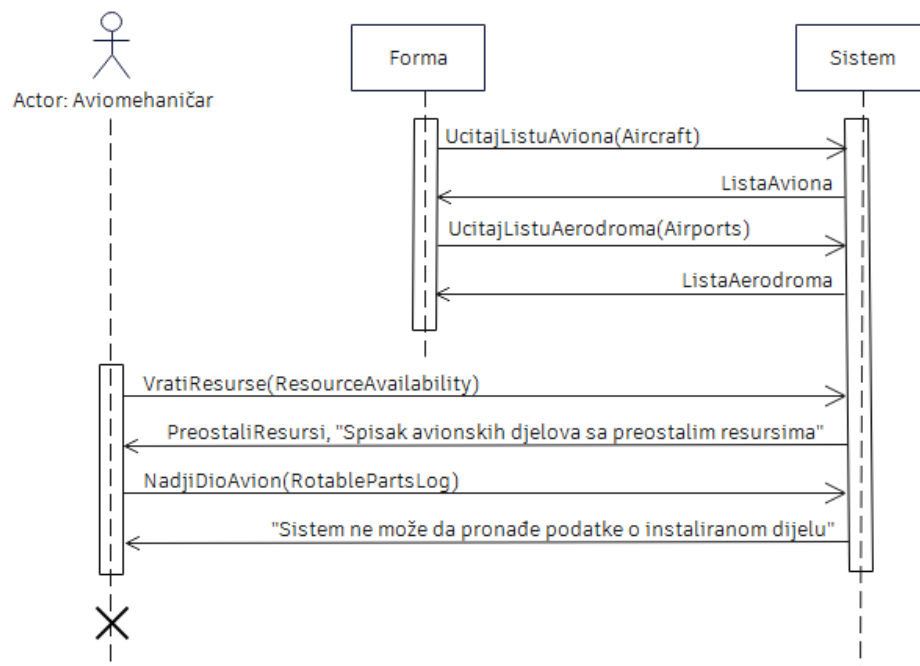 Forma
Sistem
Actor: Aviomehaničar
UcitajListuAviona(Aircraft)
ListaAviona
UcitajListuAerodroma(Airports)
ListaAerodroma
VratiResurse(ResourceAvailability)
PreostaliResursi, "Spisak avionskih djelova sa preostalim resursima"
NadjiDioAvion(RotablePartsLog)
"Sistem ne može da pronađe podatke o instaliranom dijelu"